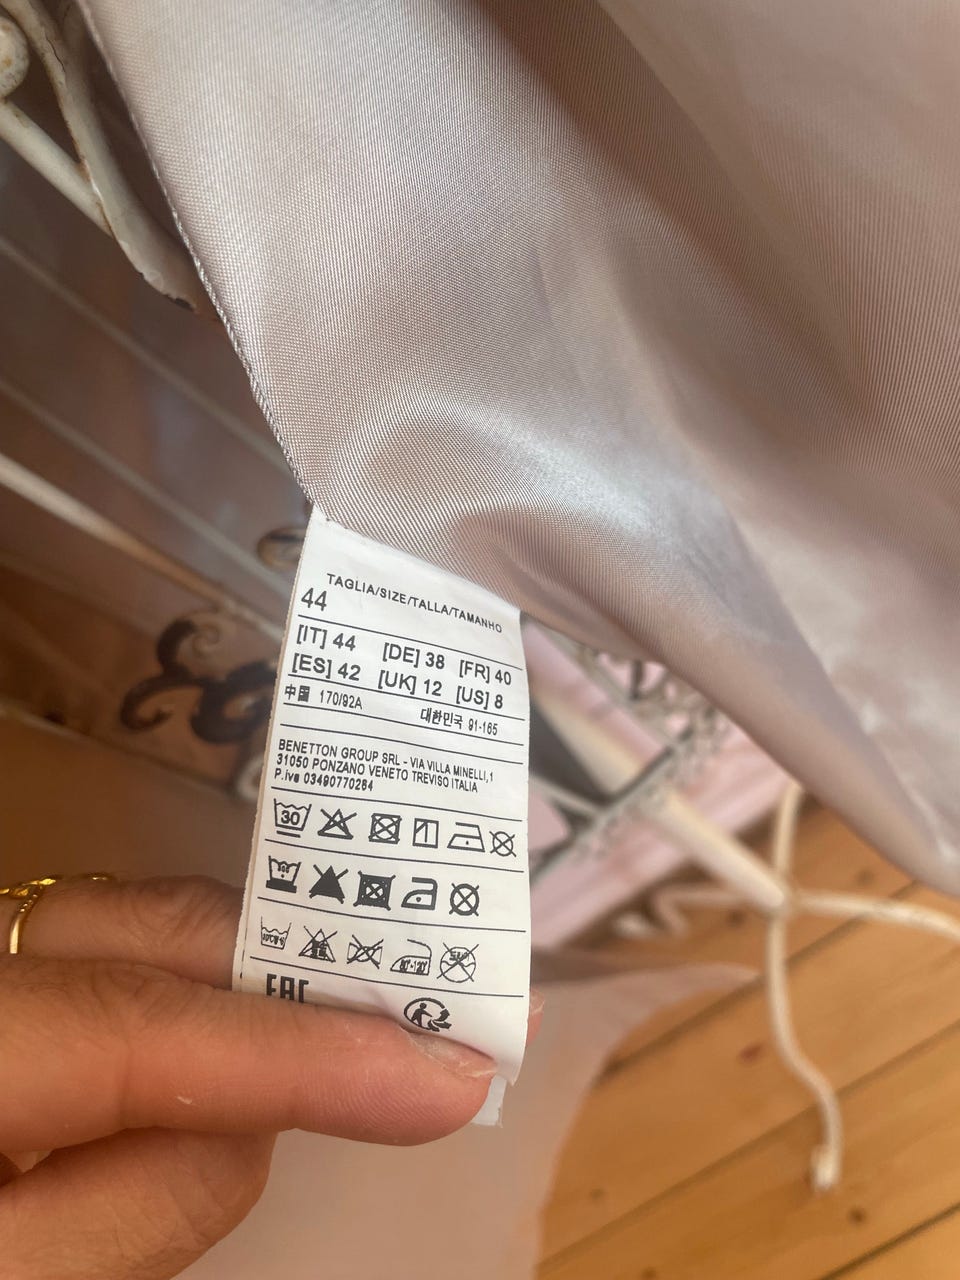 TAGLIA/SIZE/TALLA/TAMANHO
44
[IT] 44 [DE] 38 [FR] 40
[ES] 42 [UK] 12 [US] 8
中国 170/92A 대한민국 91-165
BENETTON GROUP SRL - VIA VILLA MINELLI,1
31050 PONZANO VENETO TREVISO ITALIA
P.iva 03490770264
30
EAC